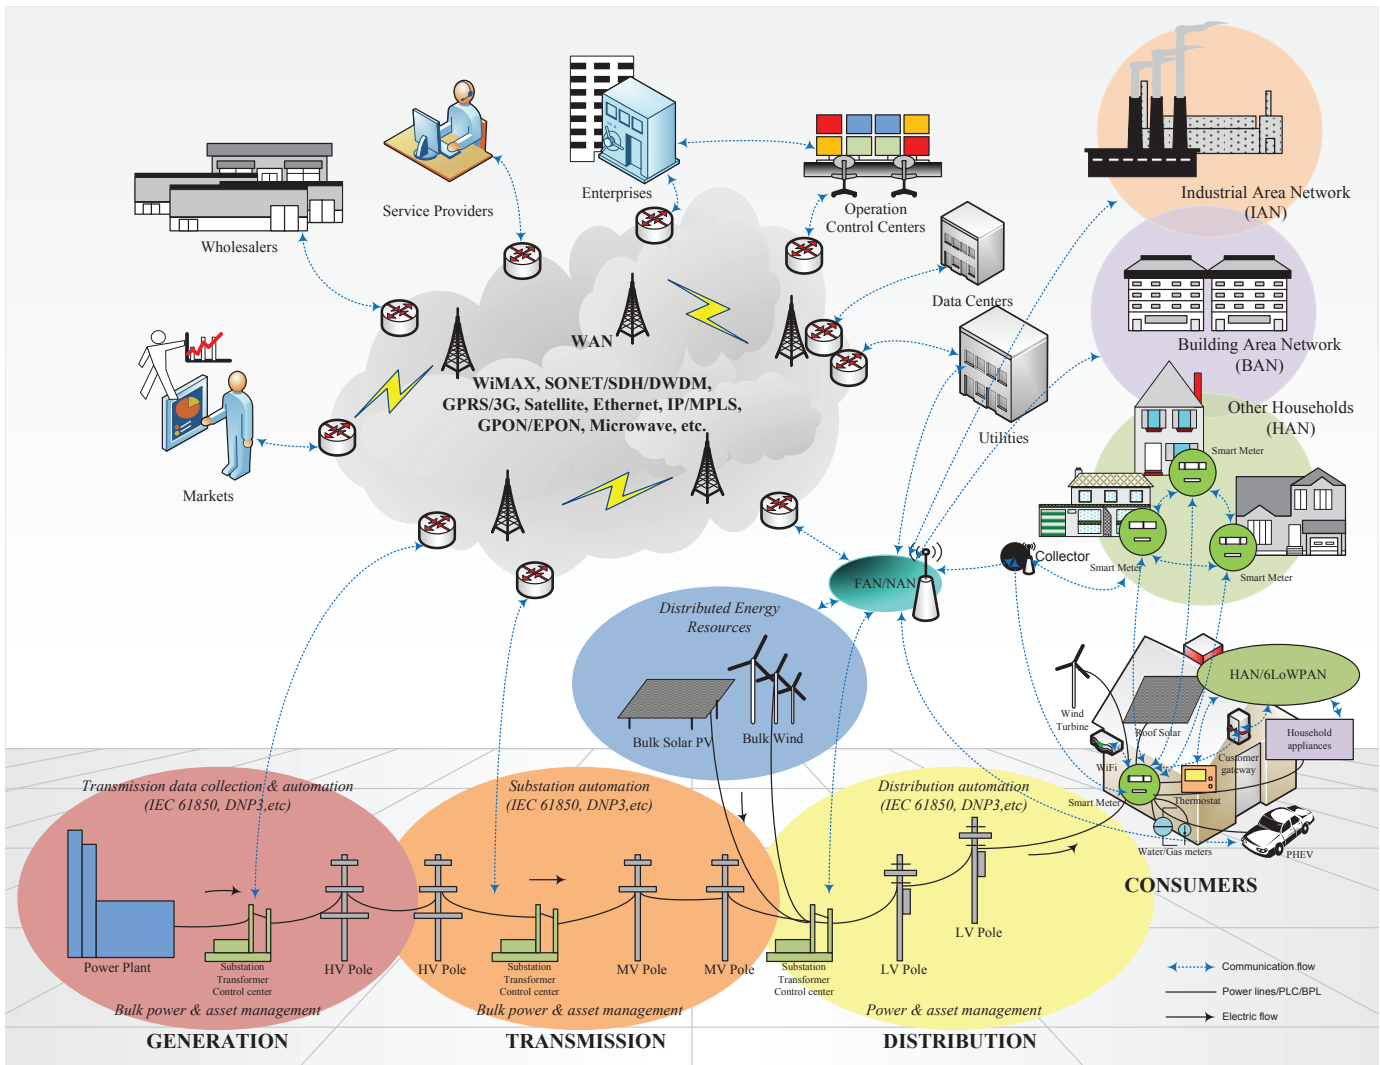 Industrial Area Network
(IAN)
Enterprises
Service Providers
Operation
Control Centers
Wholesalers
Data Centers
WAN
Building Area Network
(BAN)
WiMAX, SONET/SDH/DWDM,
GPRS/3G, Satellite, Ethernet, IP/MPLS,
GPON/EPON, Microwave, etc.
Other Households
(HAN)
Utilities
Smart Meter
Markets
Collector
Smart Meter
Smart Meter
FAN/NAN
Distributed Energy
Resources
HAN/6LoWPAN
Wind
Turbine
Roof Solar
Bulk Solar PV
Bulk Wind
Household
appliances
WiFi
Customer
gateway
Smart Meter
Thermostat
Water/Gas meters
PHEV
CONSUMERS
Transmission data collection & automation
(IEC 61850, DNP3,etc)
Substation automation
(IEC 61850, DNP3,etc)
Distribution automation
(IEC 61850, DNP3,etc)
LV Pole
Power Plant
Substation
Transformer
Control center
HV Pole
HV Pole
Substation
Transformer
Control center
MV Pole
MV Pole
Substation
Transformer
Control center
LV Pole
Bulk power & asset management
Bulk power & asset management
Power & asset management
GENERATION
TRANSMISSION
DISTRIBUTION
Communication flow
Power lines/PLC/BPL
Electric flow